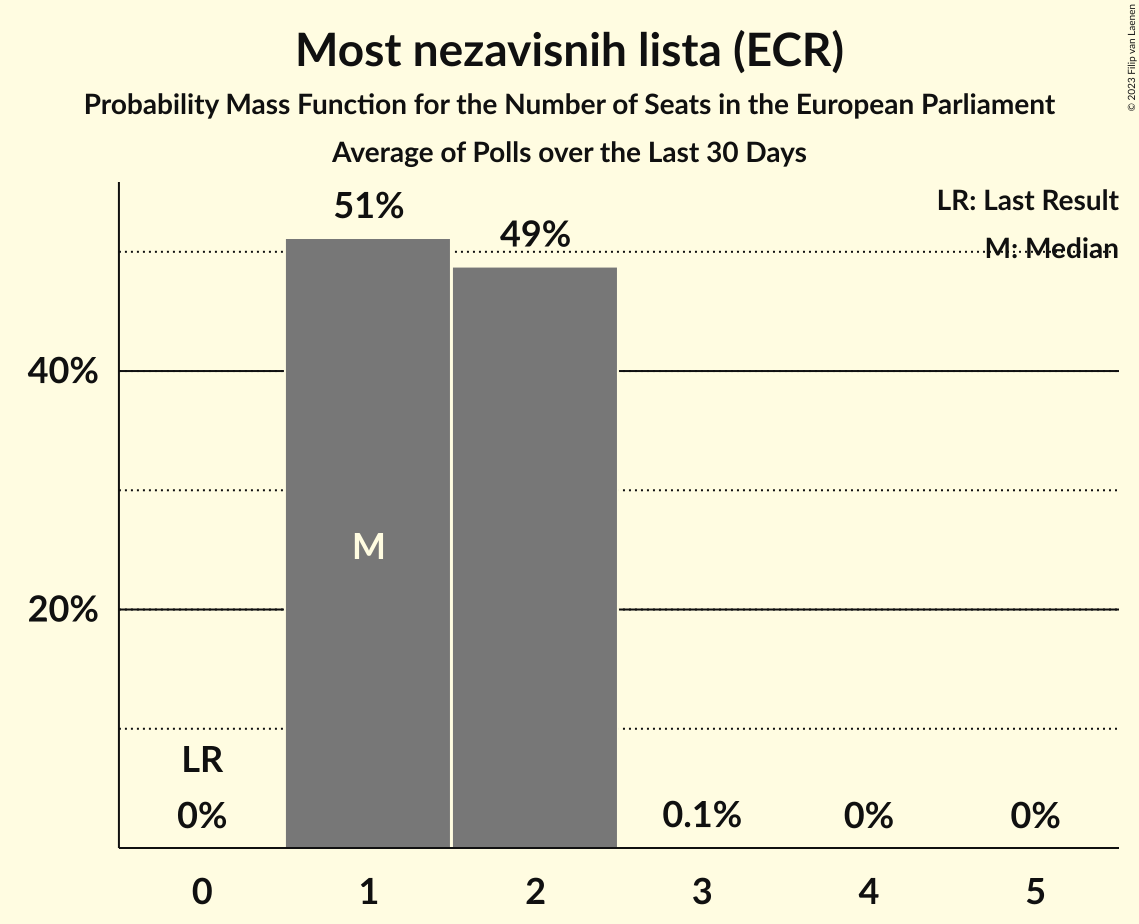 Most nezavisnih lista (ECR)
Probability Mass Function for the Number of Seats in the European Parliament
Average of Polls over the Last 30 Days
© 2023 Filip van Laenen
LR: Last Result
M: Median
51%
49%
40%
M
20%
LR
0%
0.1%
0%
0%
0 1 2 3 4 5